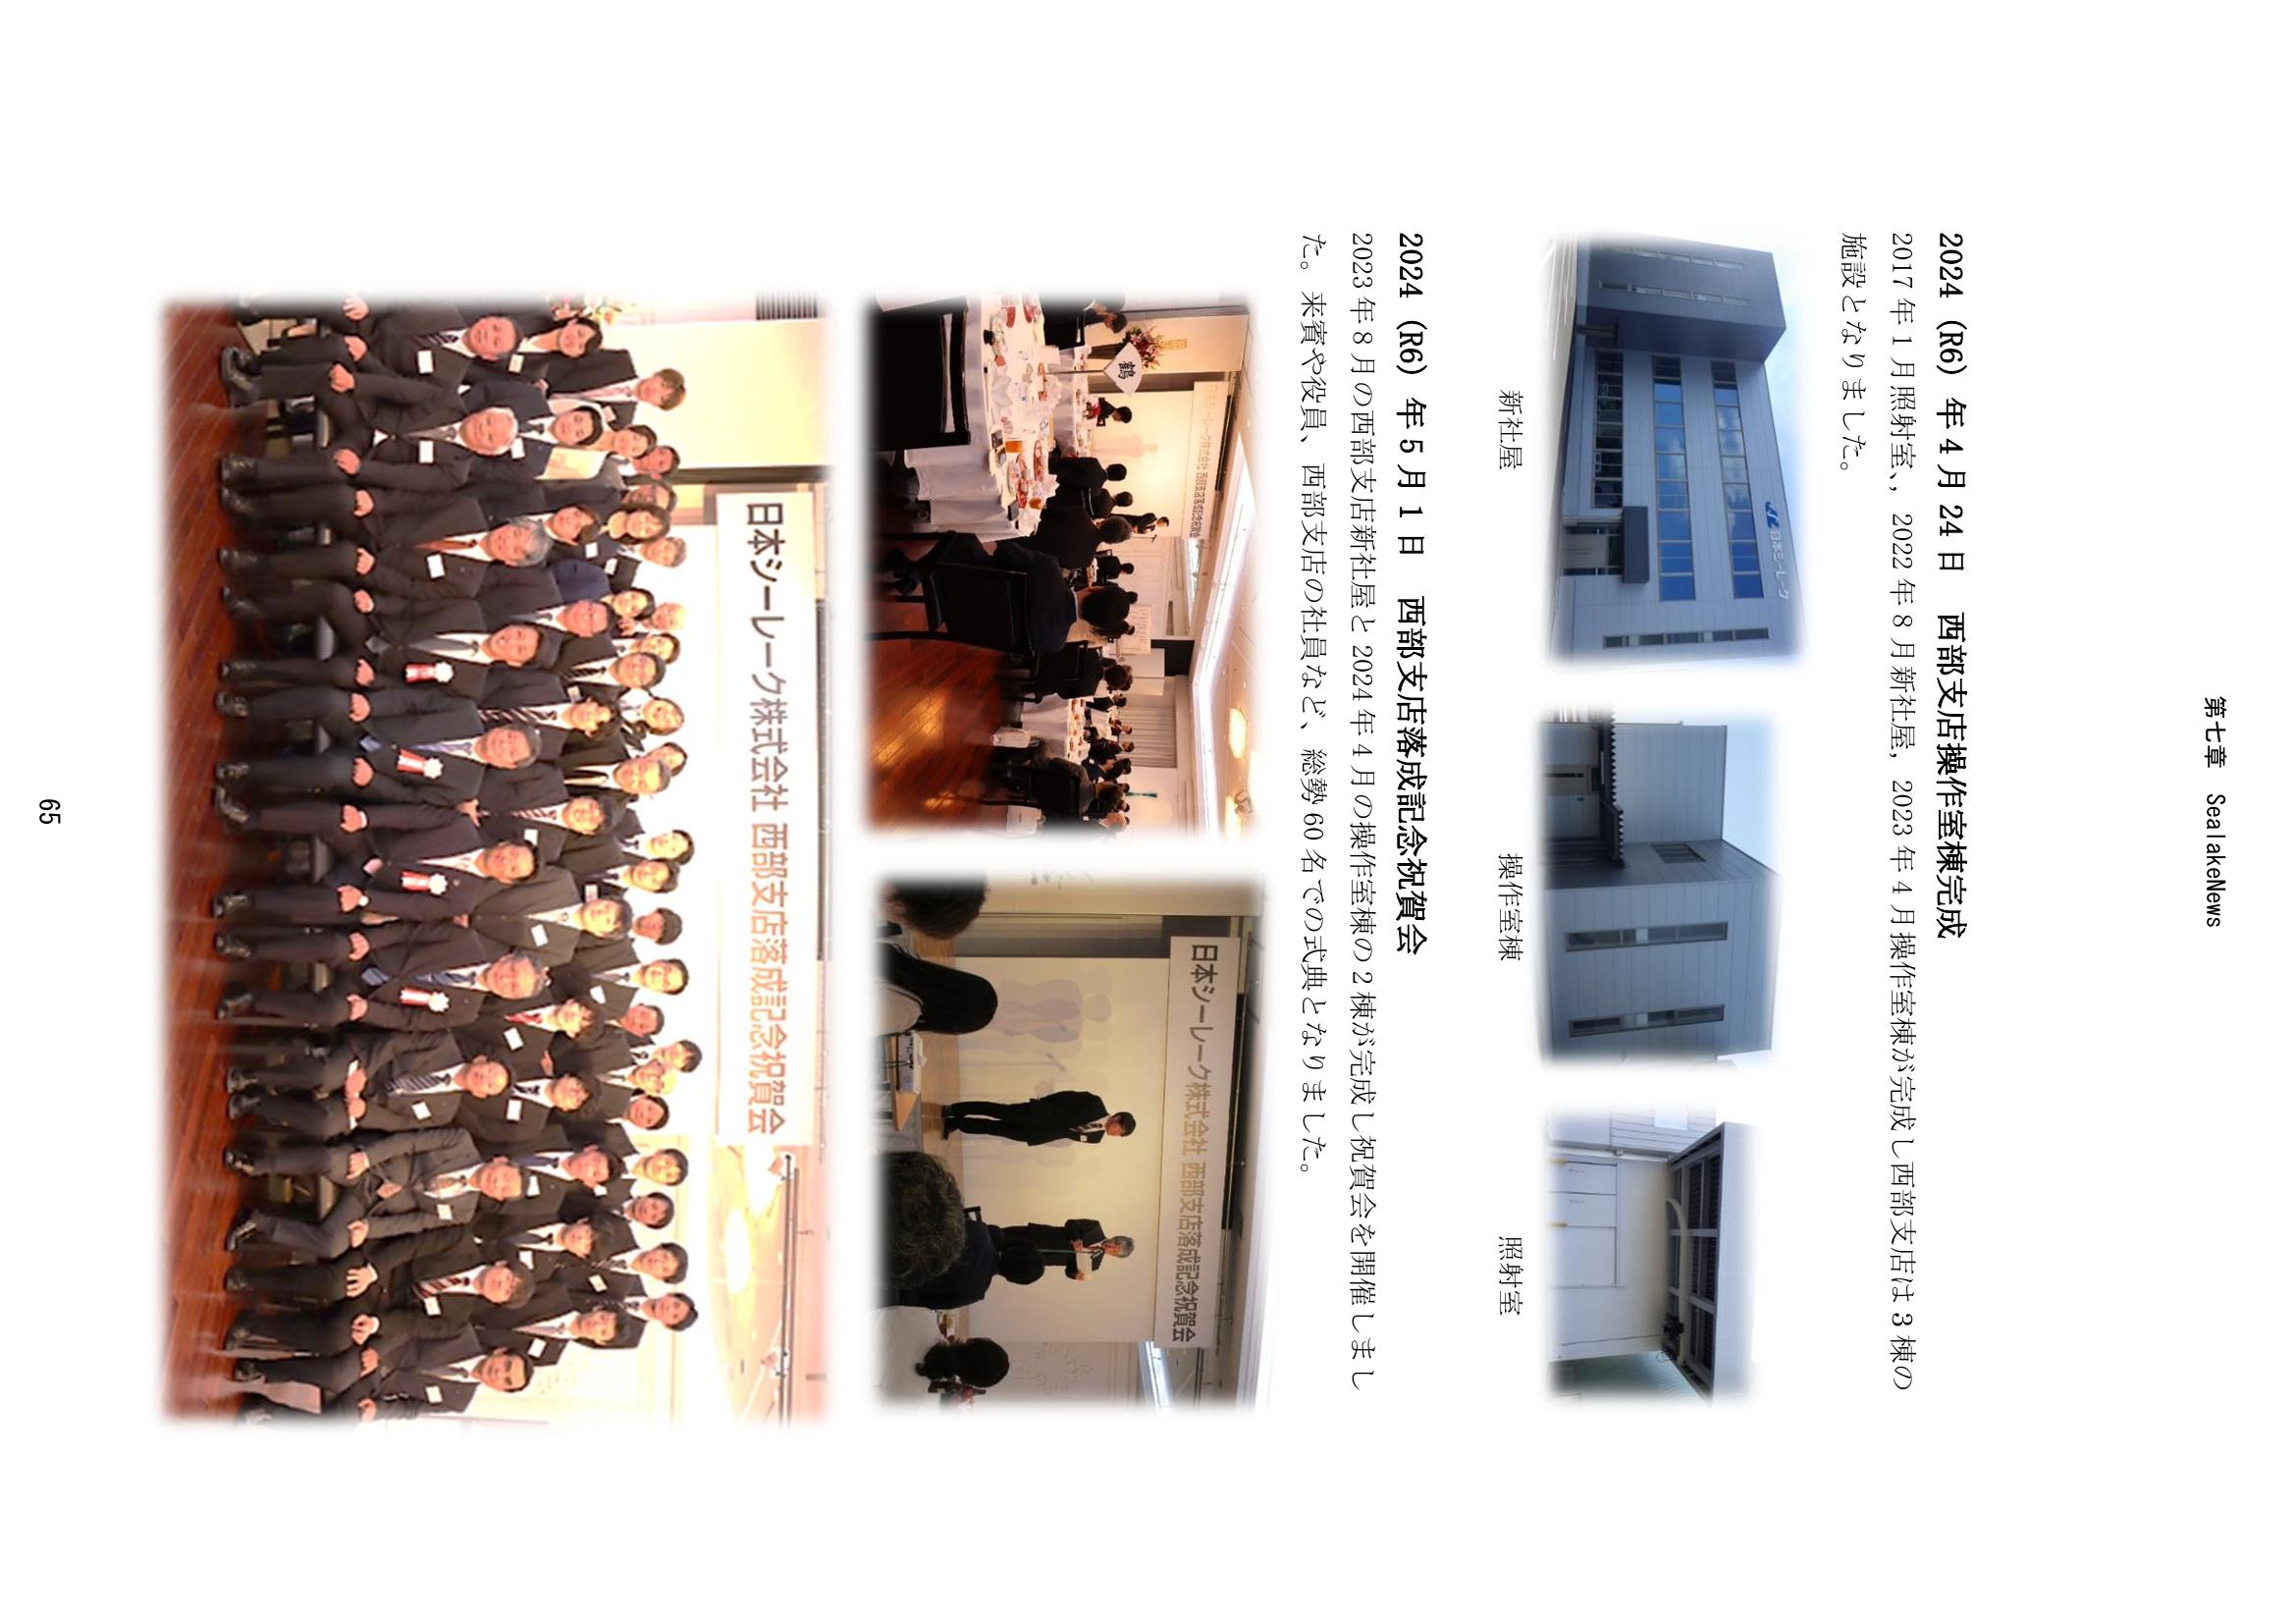 第七章　SealakeNews
2024（R6）年4月24日　西部支店操作室棟完成
2017年1月照射室、, 2022年8月新社屋, 2023年4月操作室棟が完成し西部支店は3棟の
施設となりました。
日本シーレーク
新社屋
操作室棟
照射室
2024（R6）年5月1日　西部支店落成記念祝賀会
2023年8月の西部支店新社屋と2024年4月の操作室棟の2棟が完成し祝賀会を開催しまし
た。来賓や役員、西部支店の社員など、総勢60名での式典となりました。
日本シーレーク株式会社 西部支店落成記念祝賀会
鶴
日本シーレーク株式会社 西部支店落成記念祝賀会
日本シーレーク株式会社 西部支店落成記念祝賀会
65